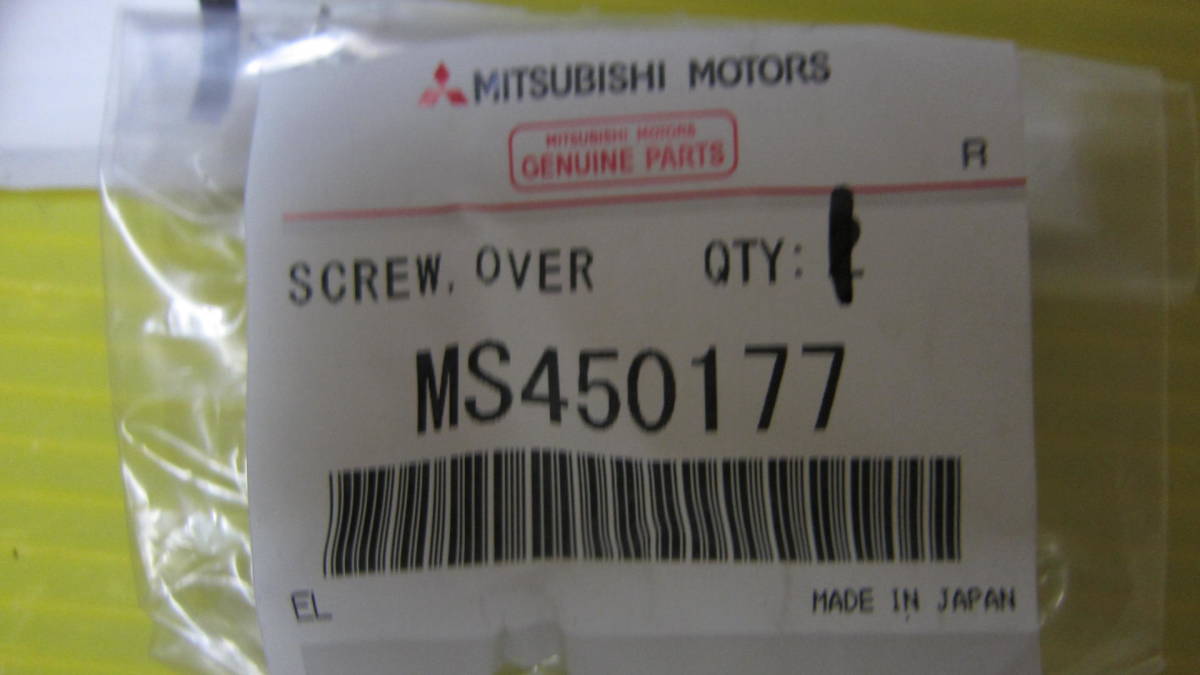 MITSUBISHI MOTORS
MITSUBISHI MOTORS
GENUINE PARTS
R
SCREW, OVER QTY:
MS450177
EL
MADE IN JAPAN